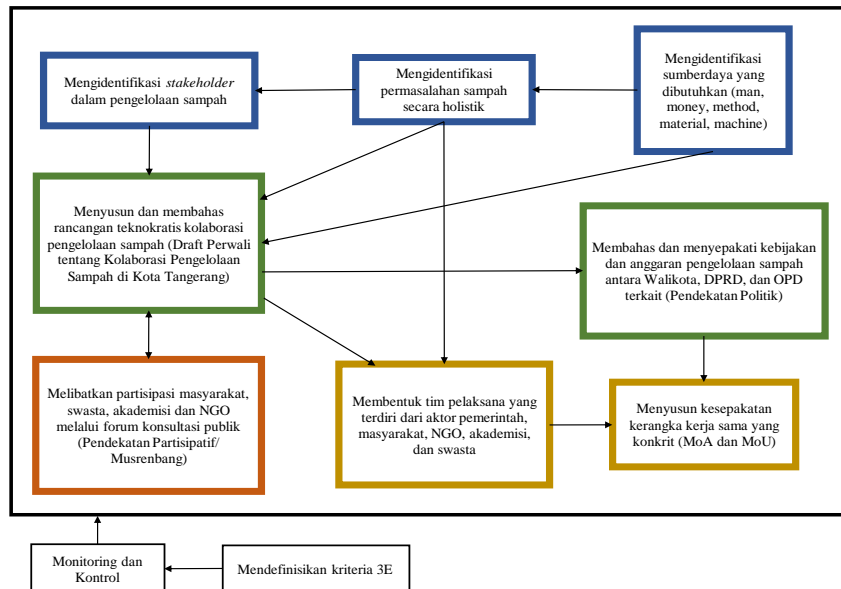 Mengidentifikasi stakeholder
dalam pengelolaan sampah
Mengidentifikasi
permasalahan sampah
secara holistik
Mengidentifikasi
sumberdaya yang
dibutuhkan (man,
money, method,
material, machine)
Menyusun dan membahas
rancangan teknokratis kolaborasi
pengelolaan sampah (Draft Perwali
tentang Kolaborasi Pengelolaan
Sampah di Kota Tangerang)
Membahas dan menyepakati kebijakan
dan anggaran pengelolaan sampah
antara Walikota, DPRD, dan OPD
terkait (Pendekatan Politik)
Melibatkan partisipasi masyarakat,
swasta, akademisi dan NGO
melalui forum konsultasi publik
(Pendekatan Partisipatif/
Musrenbang)
Membentuk tim pelaksana yang
terdiri dari aktor pemerintah,
masyarakat, NGO, akademisi,
dan swasta
Menyusun kesepakatan
kerangka kerja sama yang
konkrit (MoA dan MoU)
Monitoring dan
Kontrol
Mendefinisikan kriteria 3E